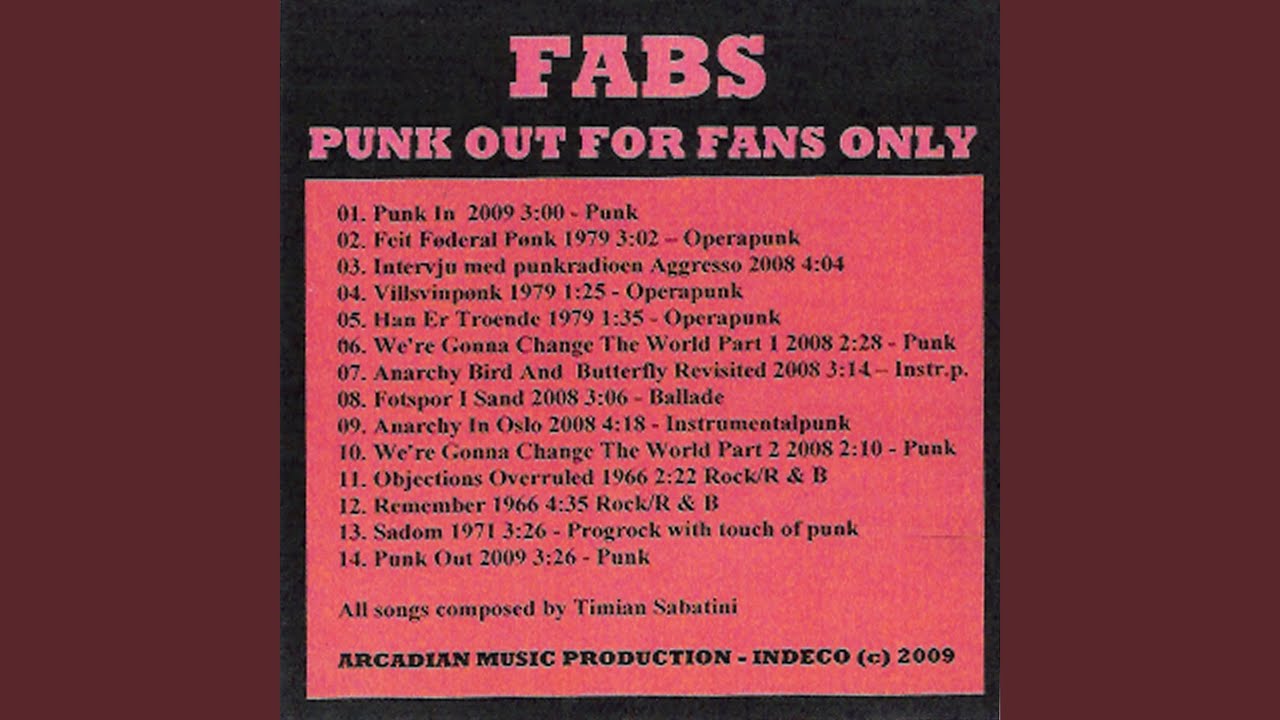 FABS
PUNK OUT FOR FANS ONLY
01. Punk In 2009 3:00 - Punk
02. Feit Føderal Pønk 1979 3:02 – Operapunk
03. Intervju med punkradioen Aggresso 2008 4:04
04. Villsvinpønk 1979 1:25 - Operapunk
05. Han Er Troende 1979 1:35 - Operapunk
06. We're Gonna Change The World Part 1 2008 2:28 - Punk
07. Anarchy Bird And Butterfly Revisited 2008 3:14 – Instr.p.
08. Fotspor I Sand 2008 3:06 - Ballade
09. Anarchy In Oslo 2008 4:18 - Instrumentalpunk
10. We're Gonna Change The World Part 2 2008 2:10 - Punk
11. Objections Overruled 1966 2:22 Rock/R & B
12. Remember 1966 4:35 Rock/R & B
13. Sadom 1971 3:26 - Progrock with touch of punk
14. Punk Out 2009 3:26 - Punk
All songs composed by Timian Sabatini
ARCADIAN MUSIC PRODUCTION - INDECO (c) 2009